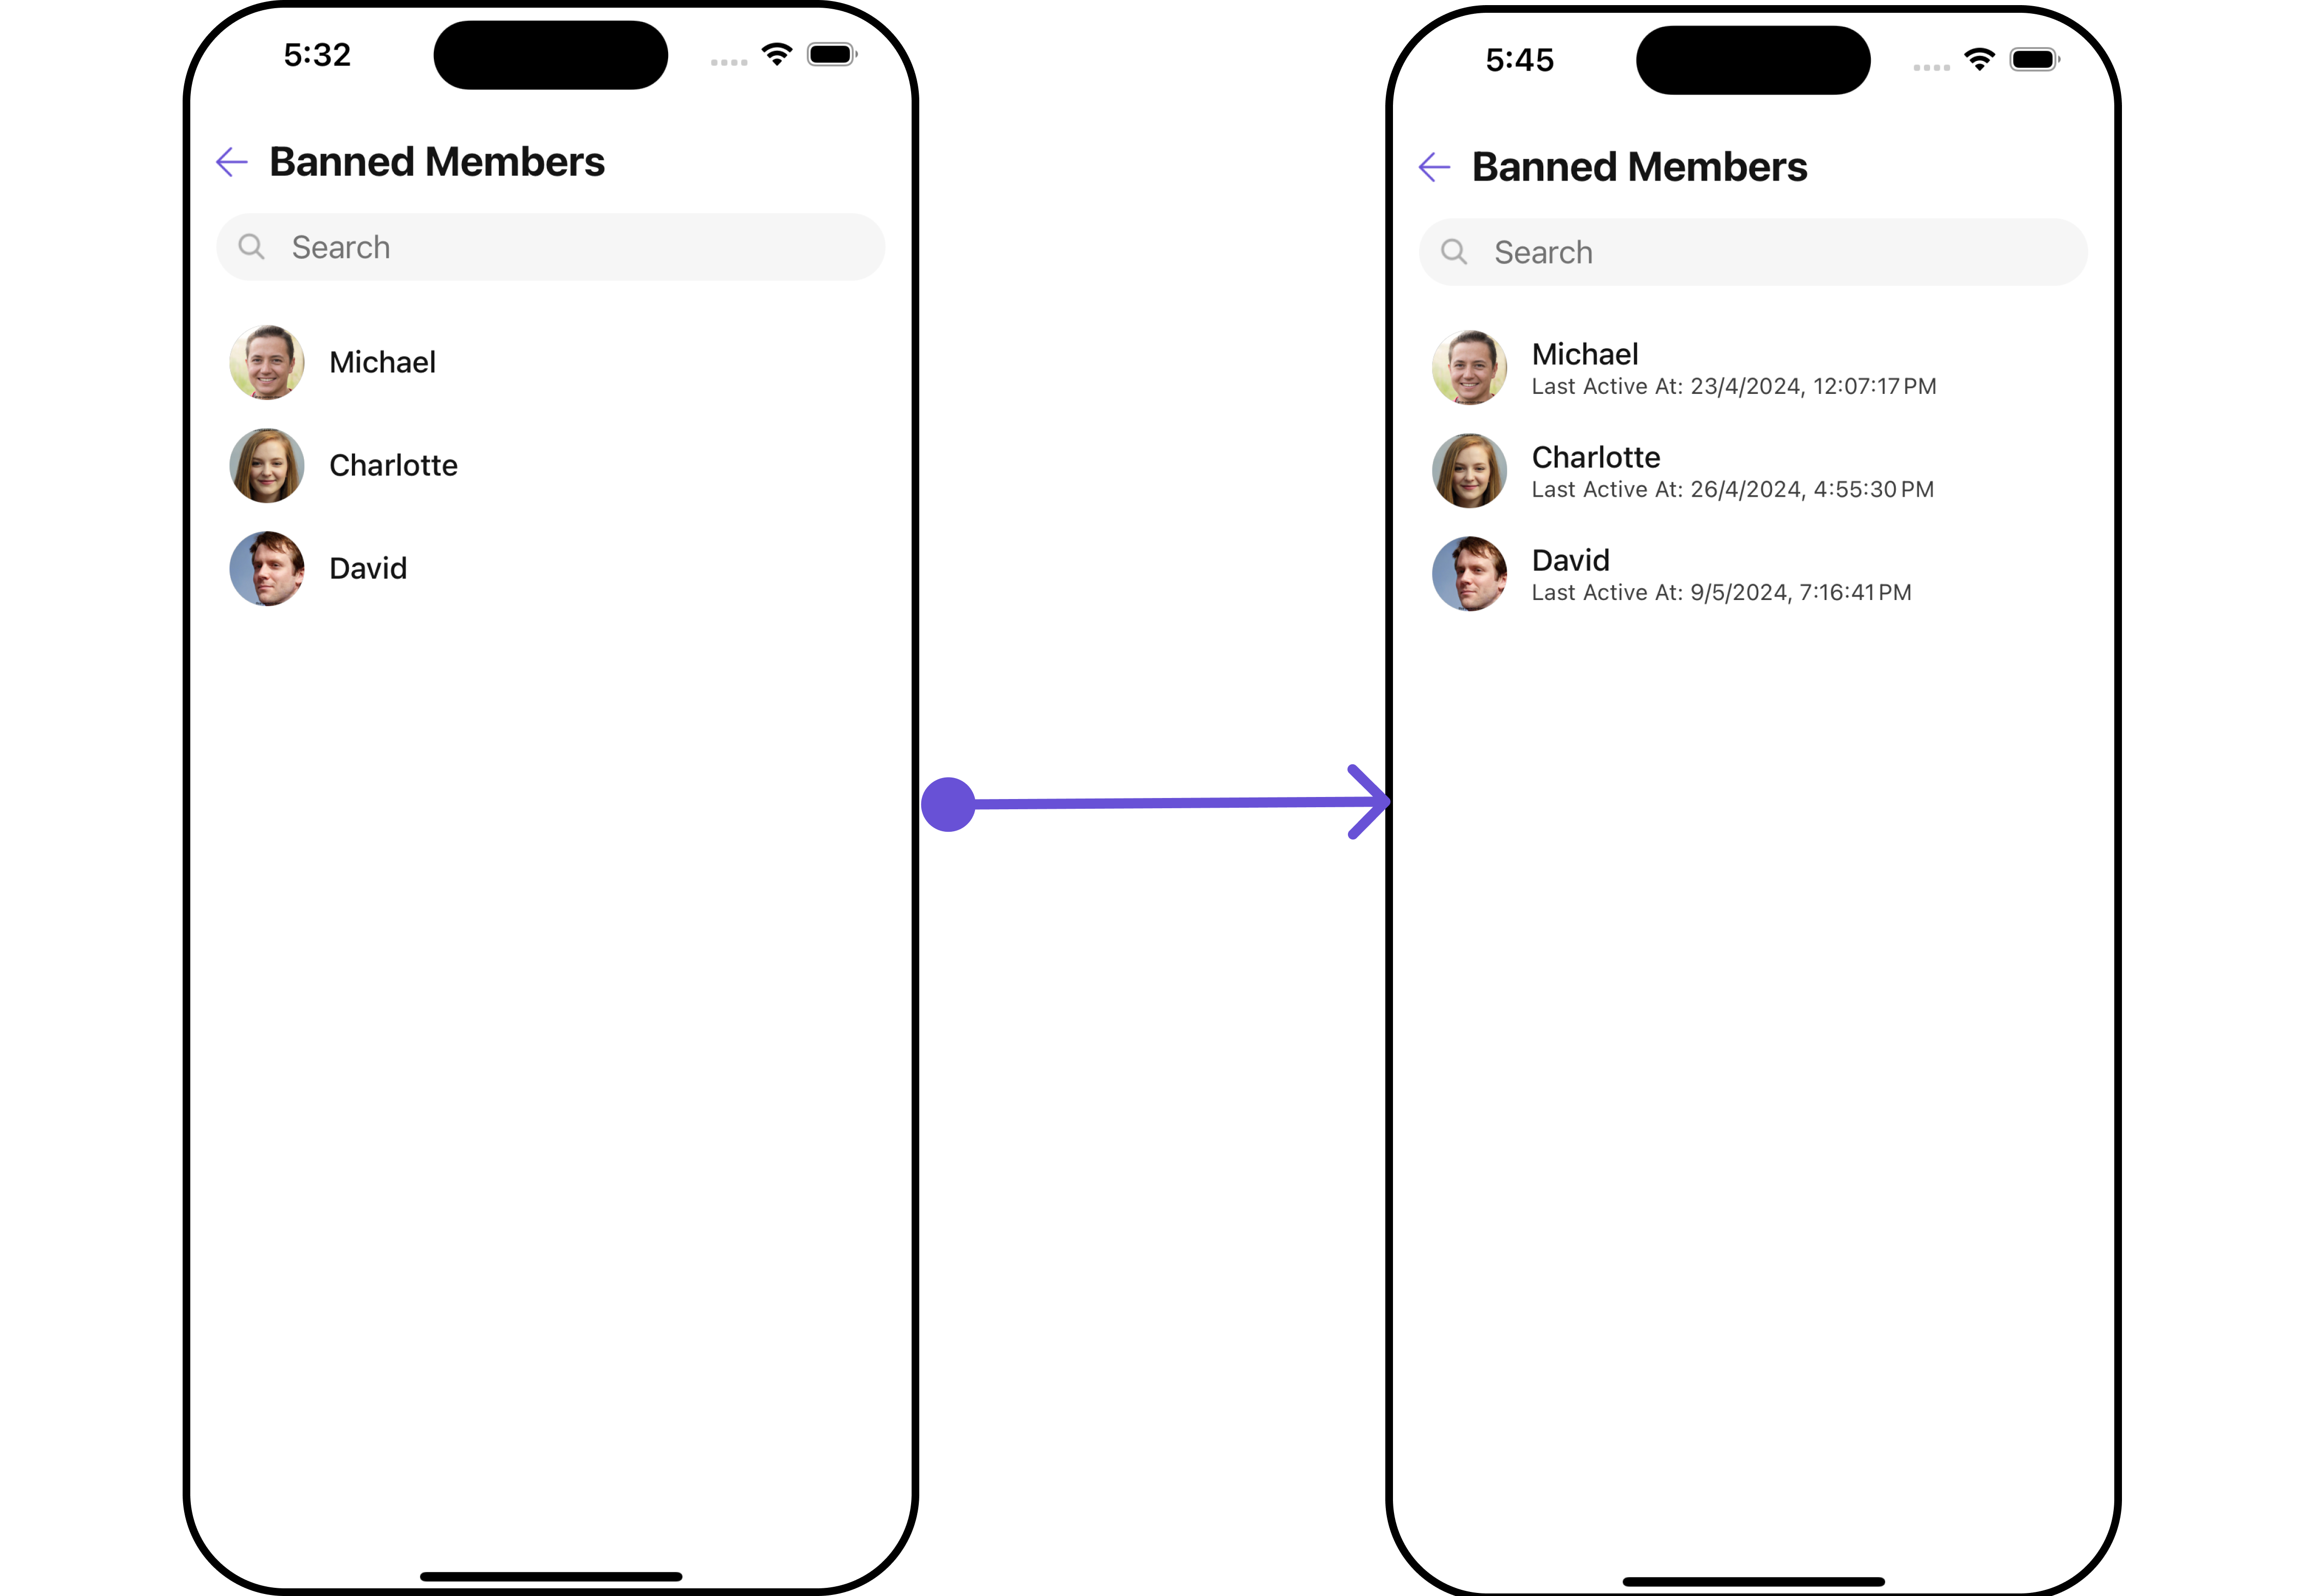 5:32
Banned Members
Search
Michael
Charlotte
David
5:45
Banned Members
Search
Michael
Last Active At: 23/4/2024, 12:07:17 PM
Charlotte
Last Active At: 26/4/2024, 4:55:30 PM
David
Last Active At: 9/5/2024, 7:16:41 PM